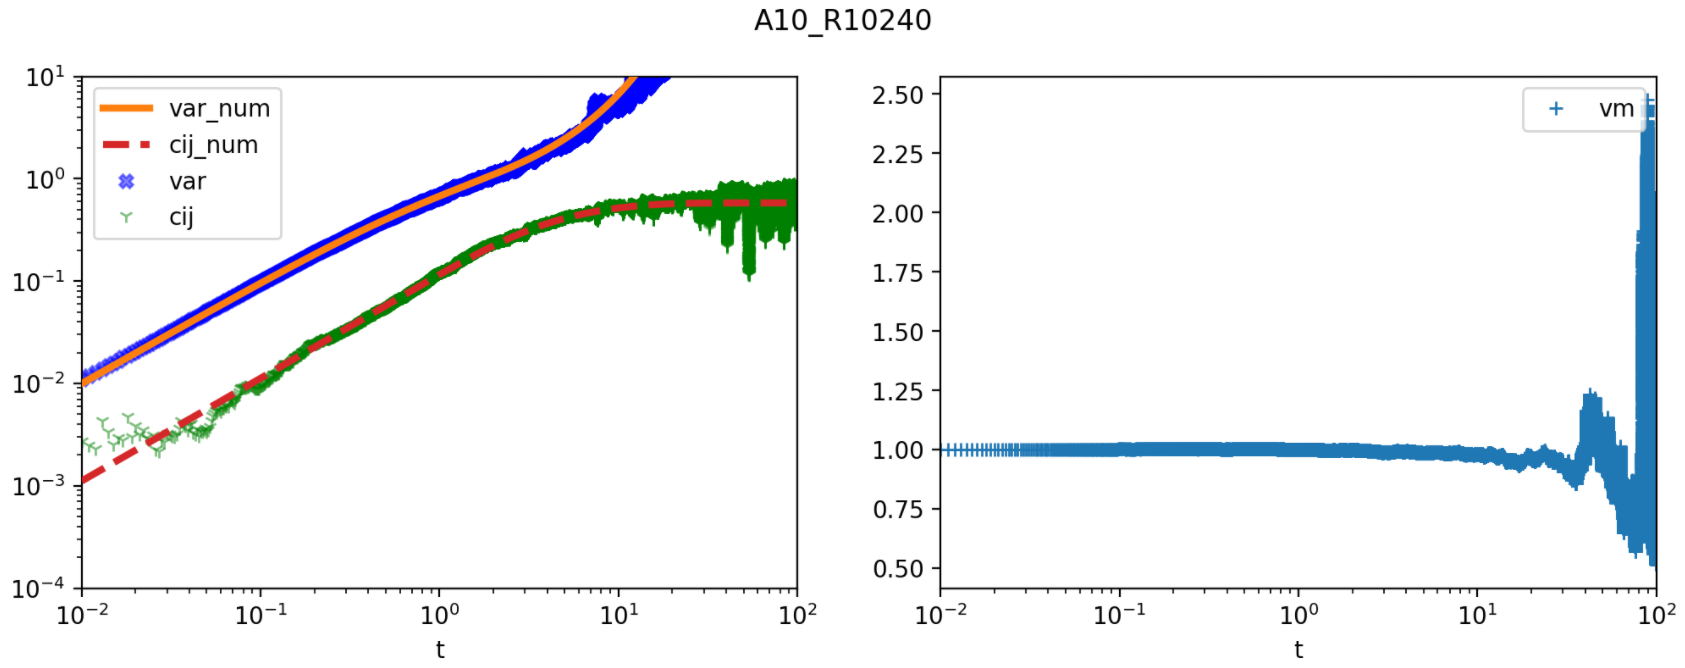 A10_R10240
10¹
10⁰
10⁻¹
10⁻²
10⁻³
10⁻⁴
var_num
cij_num
var
cij
10⁻² 10⁻¹ 10⁰ 10¹ 10²
t
2.50
2.25
2.00
1.75
1.50
1.25
1.00
0.75
0.50
vm
10⁻² 10⁻¹ 10⁰ 10¹ 10²
t